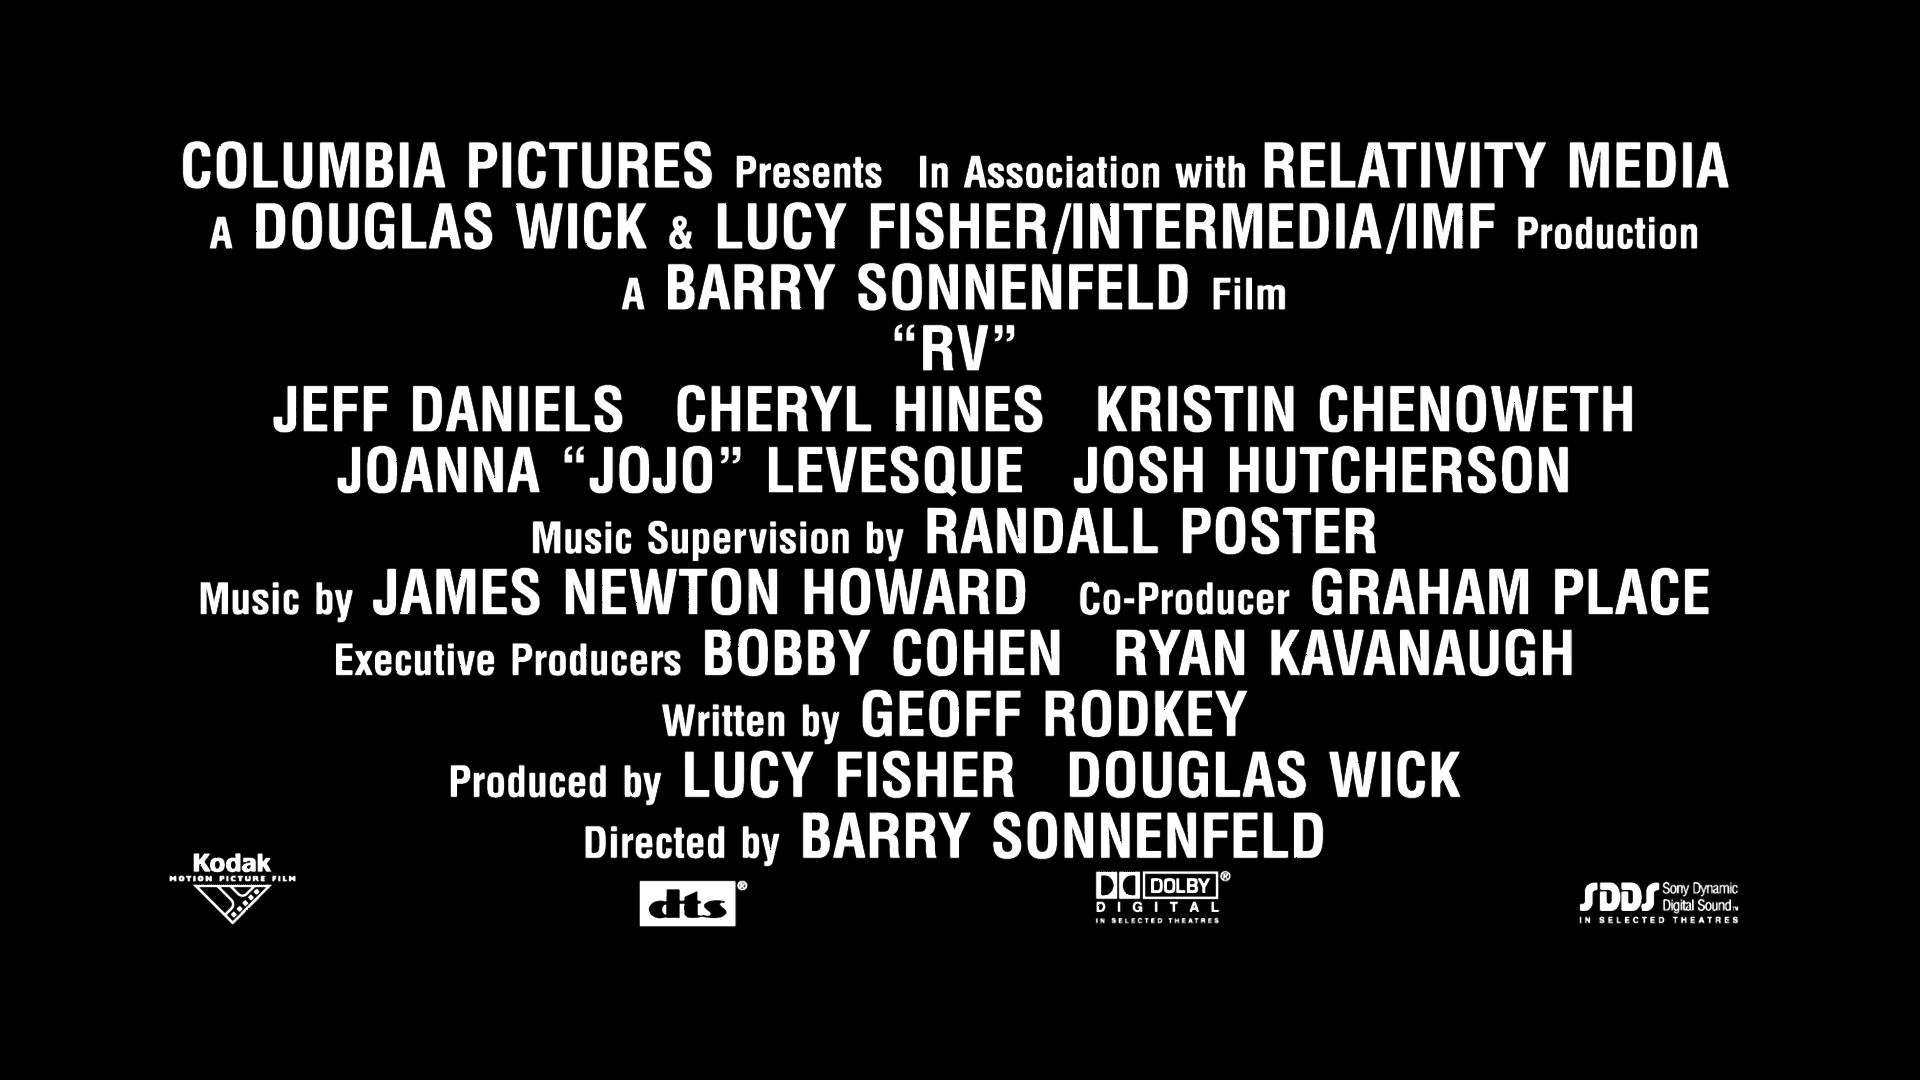 COLUMBIA PICTURES Presents In Association with RELATIVITY MEDIA
A DOUGLAS WICK & LUCY FISHER/INTERMEDIA/IMF Production
A BARRY SONNENFELD Film
“RV”
JEFF DANIELS CHERYL HINES KRISTIN CHENOWETH
JOANNA “JOJO” LEVESQUE JOSH HUTCHERSON
Music Supervision by RANDALL POSTER
Music by JAMES NEWTON HOWARD Co-Producer GRAHAM PLACE
Executive Producers BOBBY COHEN RYAN KAVANAUGH
Written by GEOFF RODKEY
Produced by LUCY FISHER DOUGLAS WICK
Directed by BARRY SONNENFELD
Kodak
MOTION PICTURE FILM
dts®
DOLBY®
DIGITAL
IN SELECTED THEATRES
SDDS Sony Dynamic
Digital Sound™
IN SELECTED THEATRES